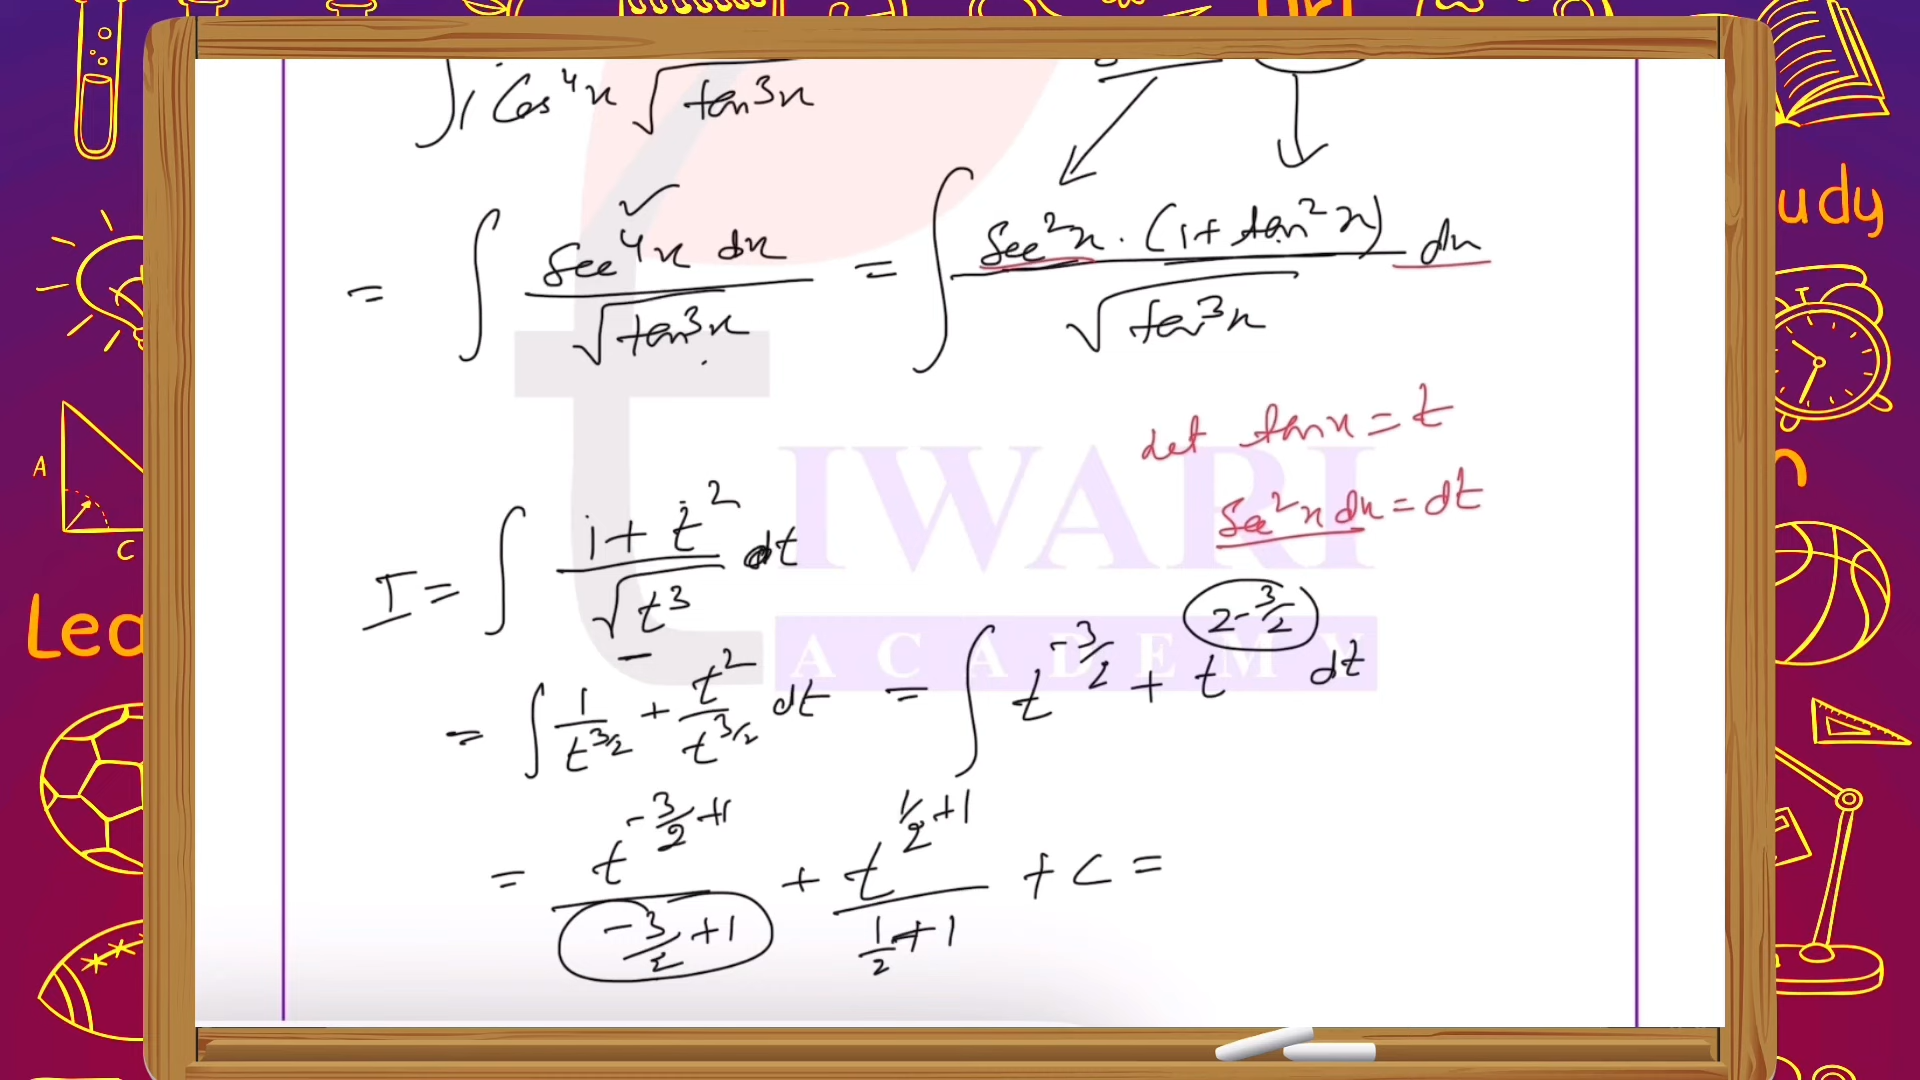 ∫ 1 Cos⁴x √tan³x
= ∫ sec⁴x dx / √tan³x = ∫ sec²x · (1 + tan²x) / √tan³x dx
let tanx = t
sec²x dx = dt
I = ∫ (1 + t²) / √t³ dt
= ∫ 1/t^(3/2) + t²/t^(3/2) dt = ∫ t^(-3/2) + t^(2-3/2) dt
= t^(-3/2+1) / (-3/2+1) + t^(1/2+1) / (1/2+1) + c =
TIWARI
ACADEMY
udy
A
C
Lea
n